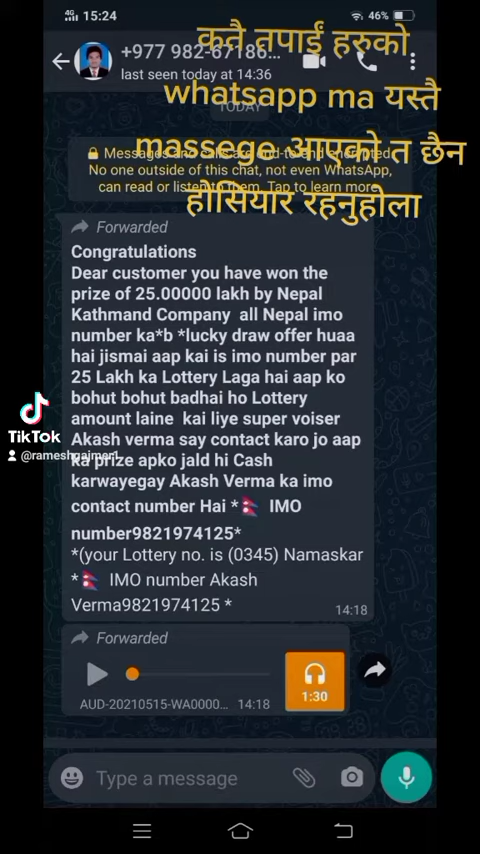 4G 15:24 46%
+977 982-67186...
last seen today at 14:36
कतै तपाईं हरुको
whatsapp ma यस्तै
massege आएको त छैन
होसियार रहनुहोला
TODAY
Messages and calls are end-to-end encrypted.
No one outside of this chat, not even WhatsApp,
can read or listen to them. Tap to learn more.
Forwarded
Congratulations
Dear customer you have won the
prize of 25.00000 lakh by Nepal
Kathmand Company all Nepal imo
number ka*b *lucky draw offer huaa
hai jismai aap kai is imo number par
25 Lakh ka Lottery Laga hai aap ko
bohut bohut badhai ho Lottery
amount laine kai liye super voiser
Akash verma say contact karo jo aap
ka prize apko jald hi Cash
karwayegay Akash Verma ka imo
contact number Hai *🇳🇵 IMO
number9821974125*
*(your Lottery no. is (0345) Namaskar
*🇳🇵 IMO number Akash
Verma9821974125 *
14:18
TikTok
Forwarded
1:30
AUD-20210515-WA0000... 14:18
Type a message